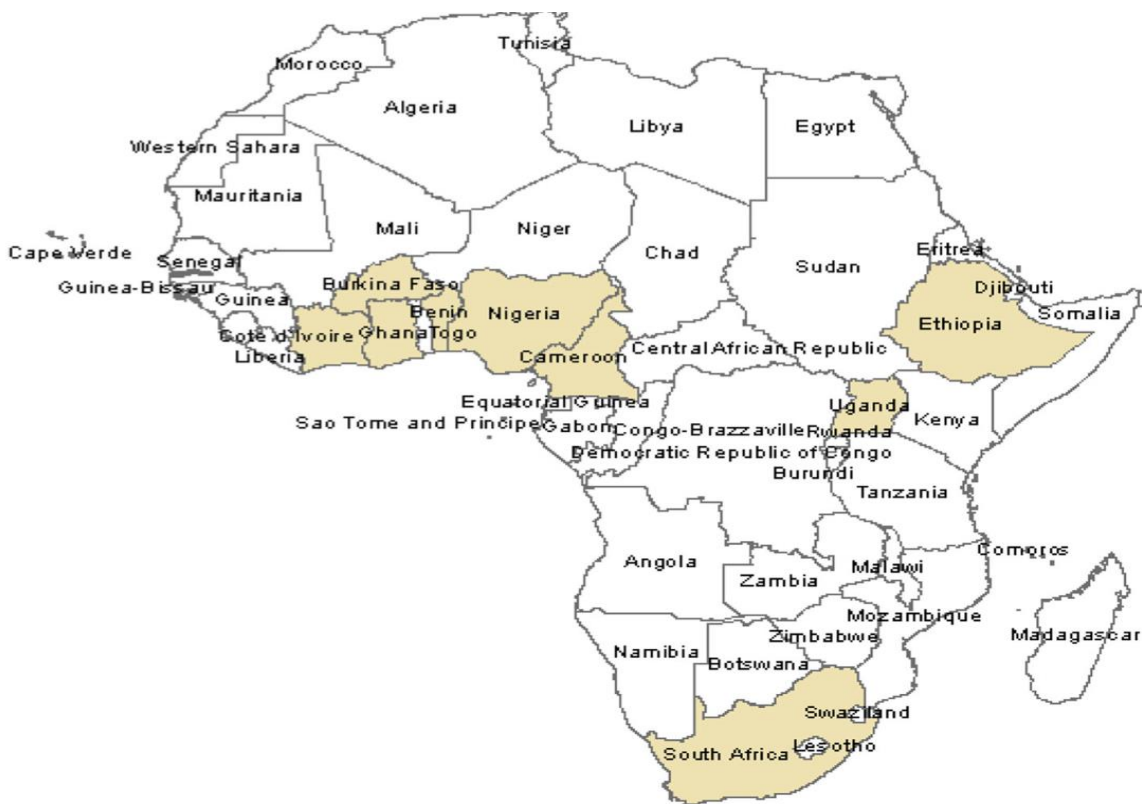 Tunisia
Morocco
Algeria
Libya
Egypt
Western Sahara
Mauritania
Mali
Niger
Chad
Sudan
Eritrea
Cape Verde
Senegal
Guinea-Bissau
Guinea
Burkina Faso
Djibouti
Benin
Nigeria
Somalia
Ethiopia
Cote d'Ivoire
Ghana
Togo
Liberia
Cameroon
Central African Republic
Equatorial Guinea
Uganda
Kenya
Sao Tome and Principe
Gabon
Congo-Brazzaville
Rwanda
Democratic Republic of Congo
Burundi
Tanzania
Comoros
Angola
Malawi
Zambia
Mozambique
Zimbabwe
Madagascar
Namibia
Botswana
Swaziland
South Africa
Lesotho